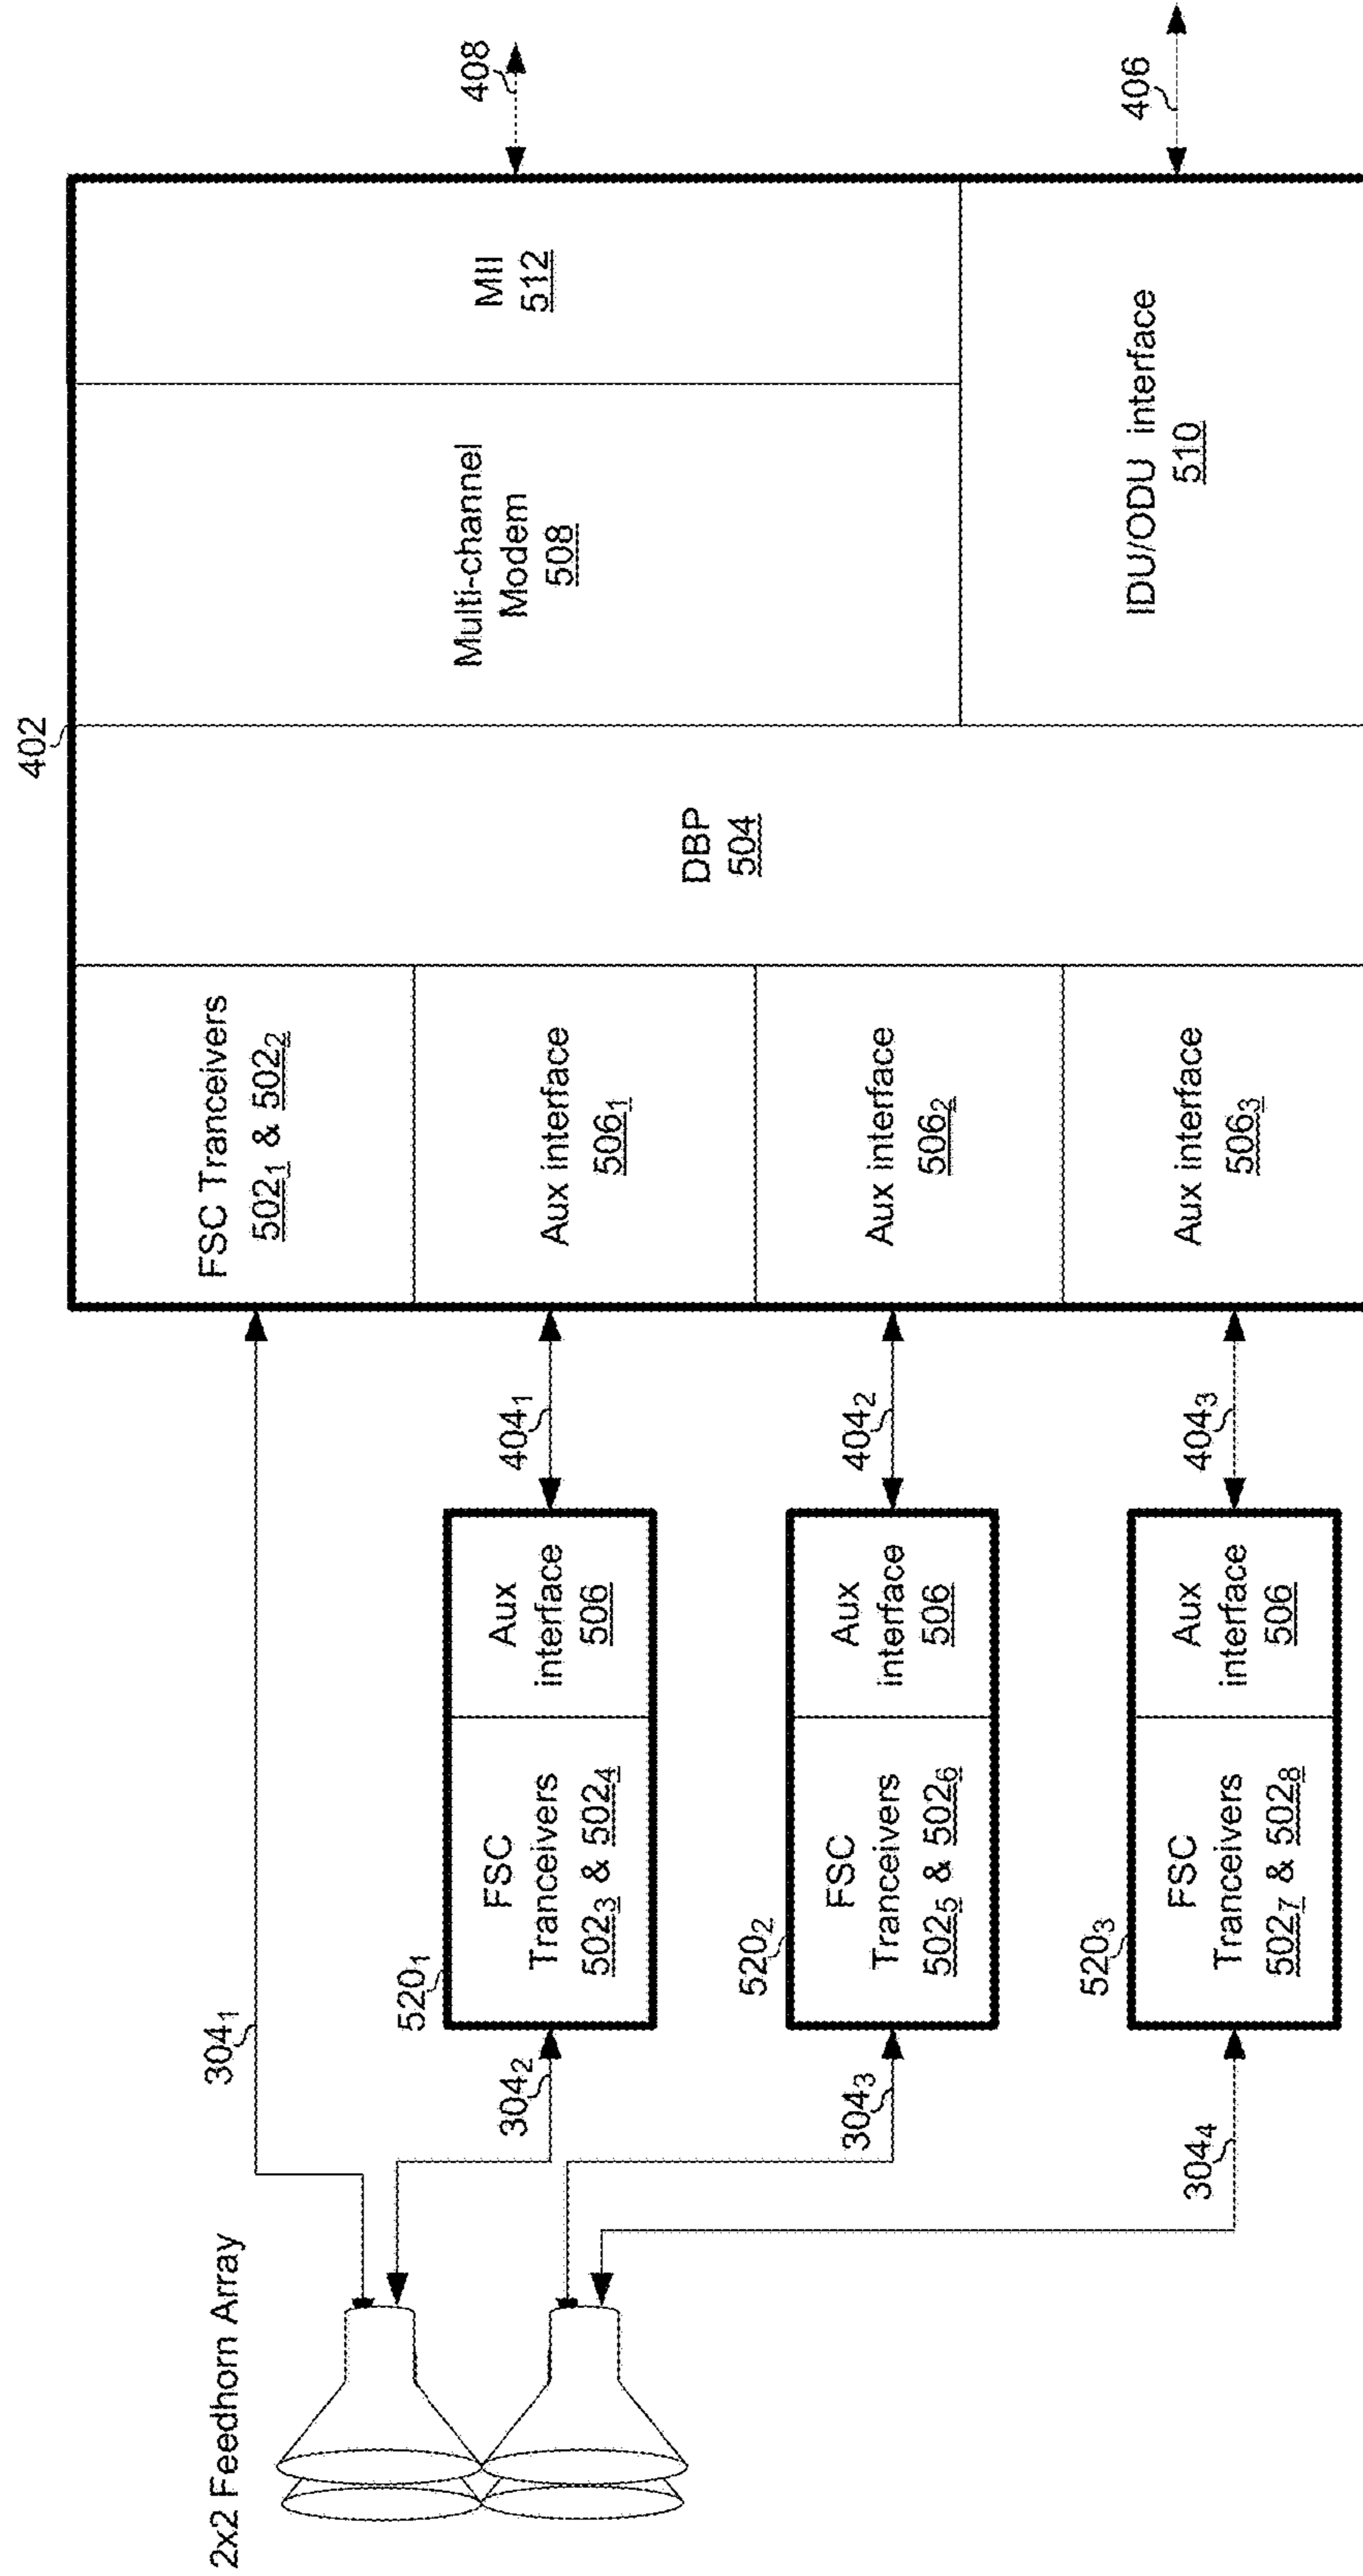 2x2 Feedhorn Array
304₁
304₂
304₃
304₄
520₁
FSC
Tranceivers
502₃ & 502₄
Aux
interface
506
520₂
FSC
Tranceivers
502₅ & 502₆
Aux
interface
506
520₃
FSC
Tranceivers
502₇ & 502₈
Aux
interface
506
404₁
404₂
404₃
402
FSC Tranceivers
502₁ & 502₂
Aux interface
506₁
Aux interface
506₂
Aux interface
506₃
DBP
504
Multi-channel
Modem
508
MII
512
IDU/ODU interface
510
408
406